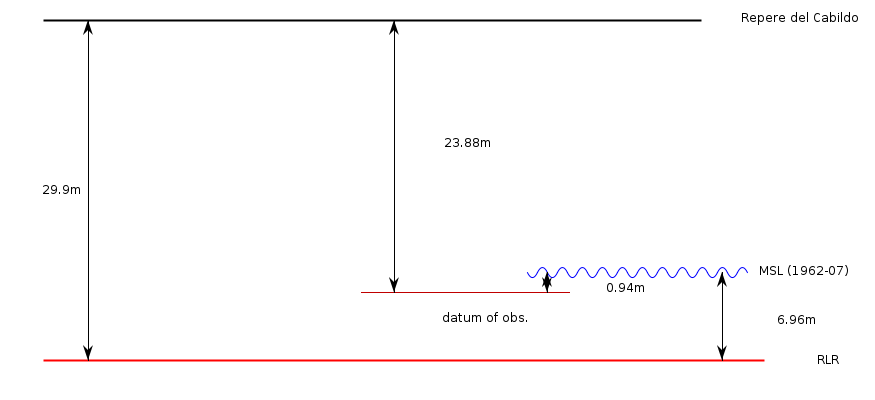 Repere del Cabildo
23.88m
29.9m
MSL (1962-07)
0.94m
datum of obs.
6.96m
RLR